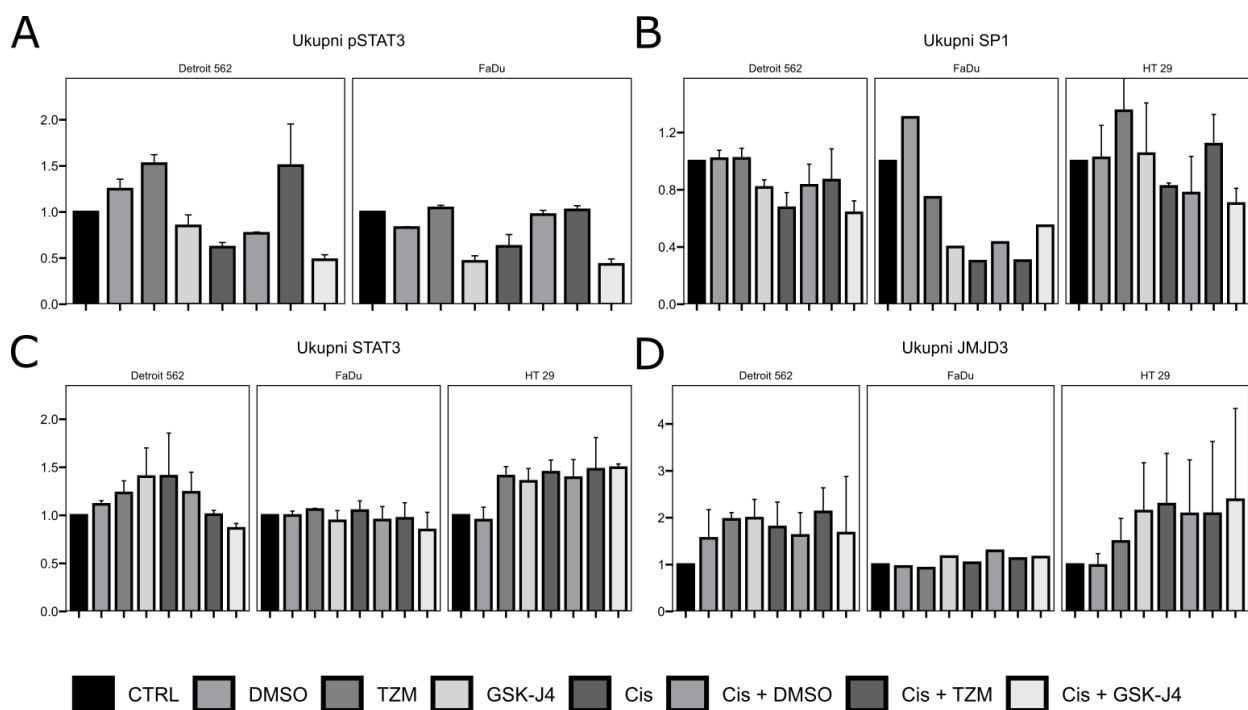 A
Ukupni pSTAT3
Detroit 562
FaDu
2.0
1.5
1.0
0.5
0.0
B
Ukupni SP1
Detroit 562
FaDu
HT 29
1.2
0.8
0.4
0.0
C
Ukupni STAT3
Detroit 562
FaDu
HT 29
2.0
1.5
1.0
0.5
0.0
D
Ukupni JMJD3
Detroit 562
FaDu
HT 29
4
3
2
1
0
CTRL DMSO TZM GSK-J4 Cis Cis + DMSO Cis + TZM Cis + GSK-J4